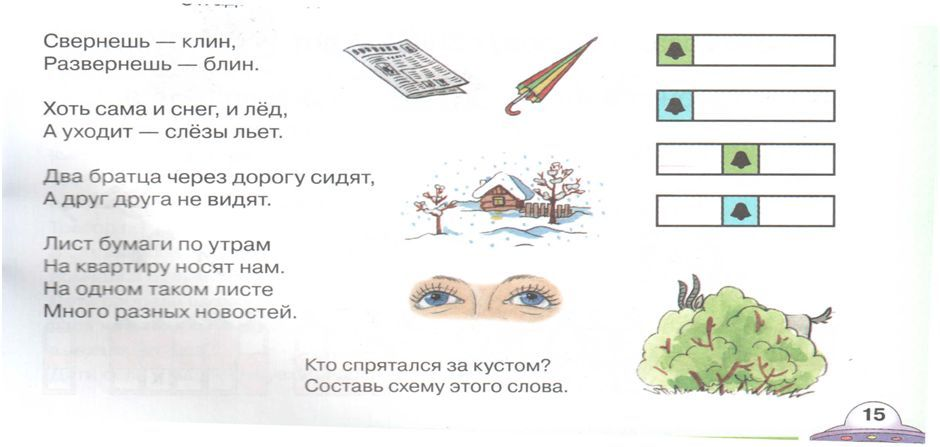 Свернешь — клин,
Развернешь — блин.
Хоть сама и снег, и лёд,
А уходит — слёзы льет.
Два братца через дорогу сидят,
А друг друга не видят.
Лист бумаги по утрам
На квартиру носят нам.
На одном таком листе
Много разных новостей.
Кто спрятался за кустом?
Составь схему этого слова.
15